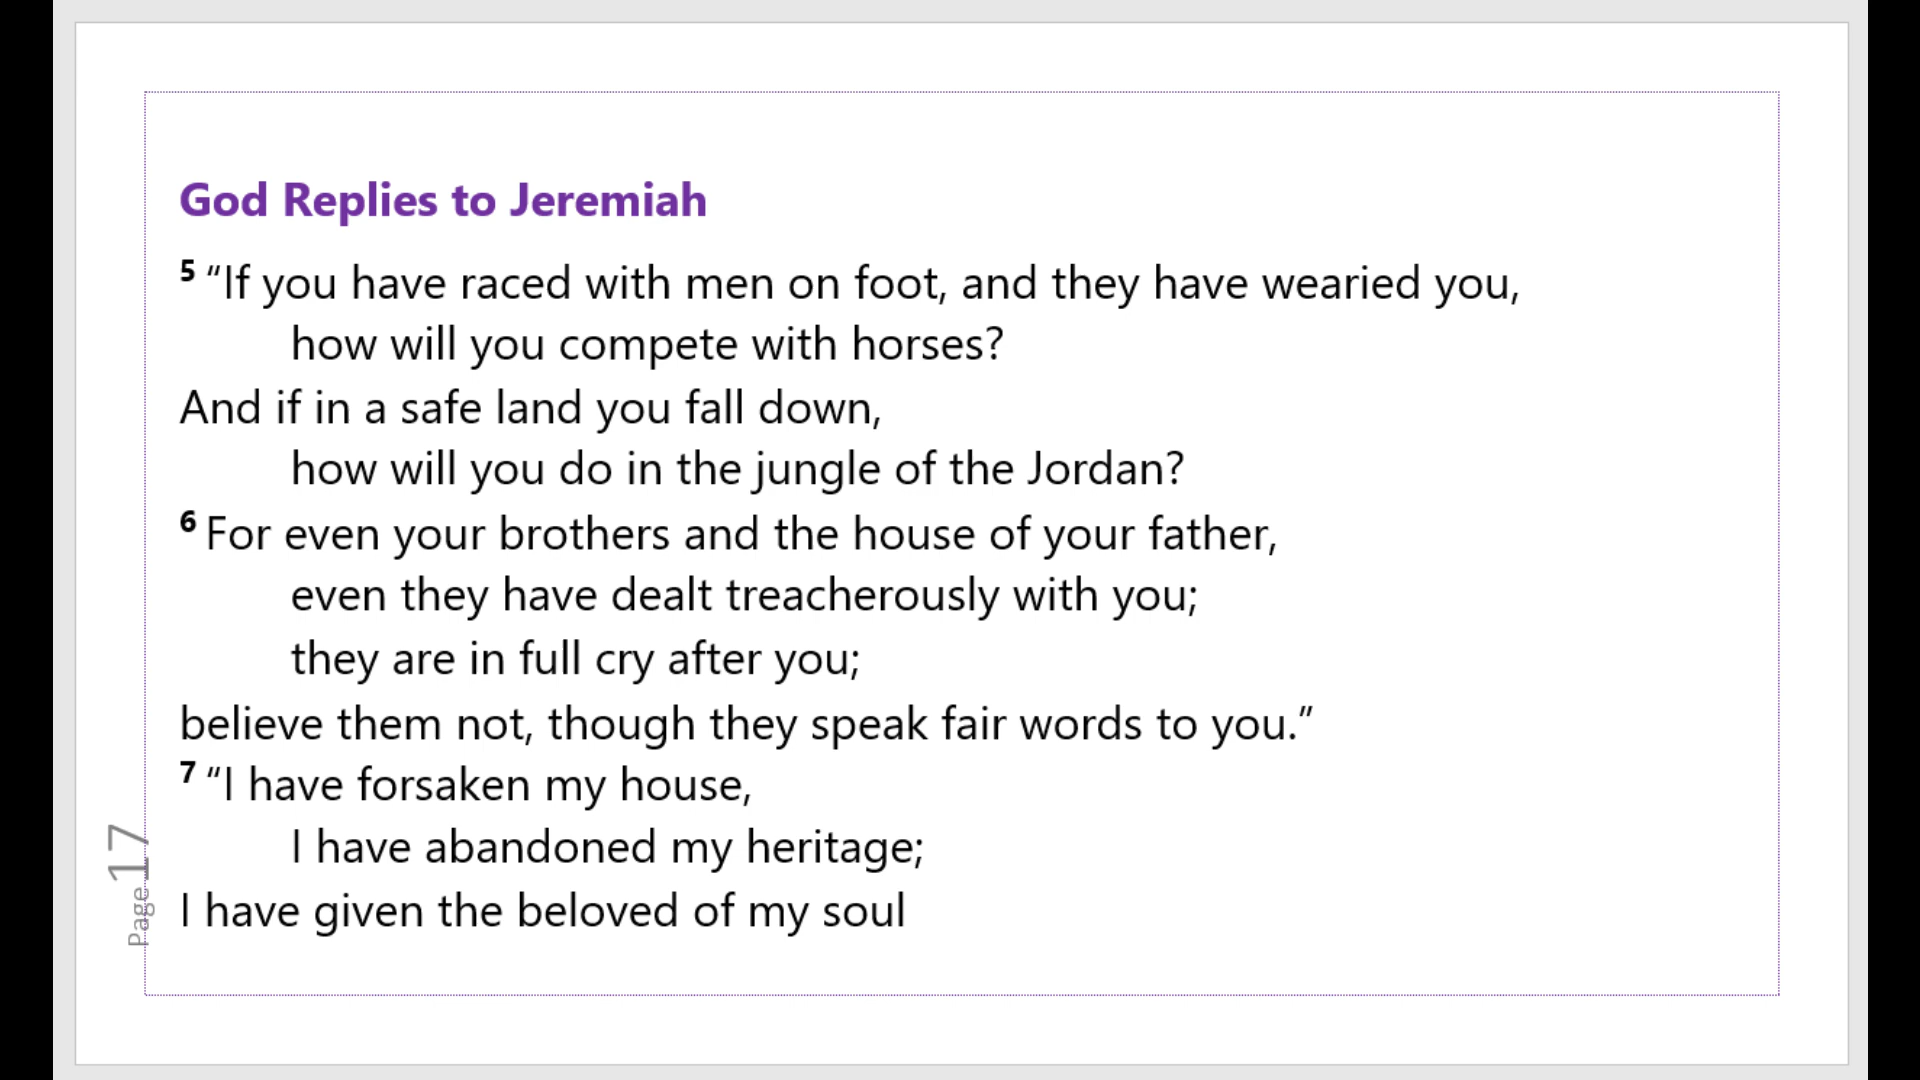 God Replies to Jeremiah
5 “If you have raced with men on foot, and they have wearied you,
how will you compete with horses?
And if in a safe land you fall down,
how will you do in the jungle of the Jordan?
6 For even your brothers and the house of your father,
even they have dealt treacherously with you;
they are in full cry after you;
believe them not, though they speak fair words to you.”
7 “I have forsaken my house,
I have abandoned my heritage;
I have given the beloved of my soul
Page 17